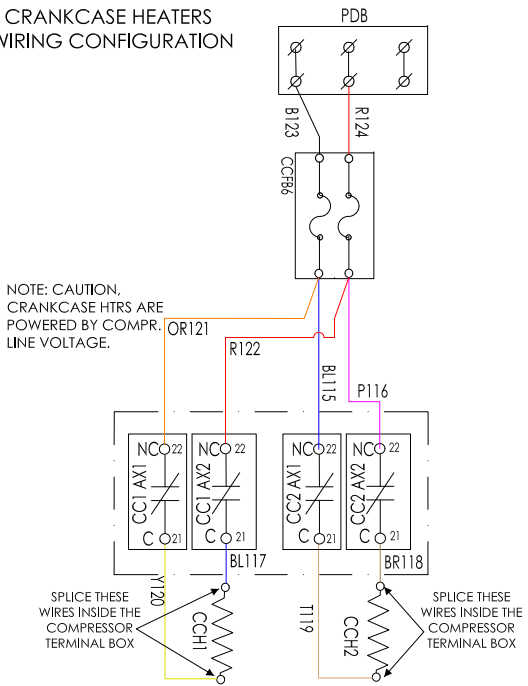 CRANKCASE HEATERS
WIRING CONFIGURATION
PDB
B123
R124
CCFB6
NOTE: CAUTION,
CRANKCASE HTRS ARE
POWERED BY COMPR.
LINE VOLTAGE.
OR121
R122
BL115
P116
NC 22
NC 22
NC 22
NC 22
CC1 AX1
CC1 AX2
CC2 AX1
CC2 AX2
C 21
C 21
C 21
C 21
BL117
BR118
Y120
T119
SPLICE THESE
WIRES INSIDE THE
COMPRESSOR
TERMINAL BOX
CCH1
CCH2
SPLICE THESE
WIRES INSIDE THE
COMPRESSOR
TERMINAL BOX